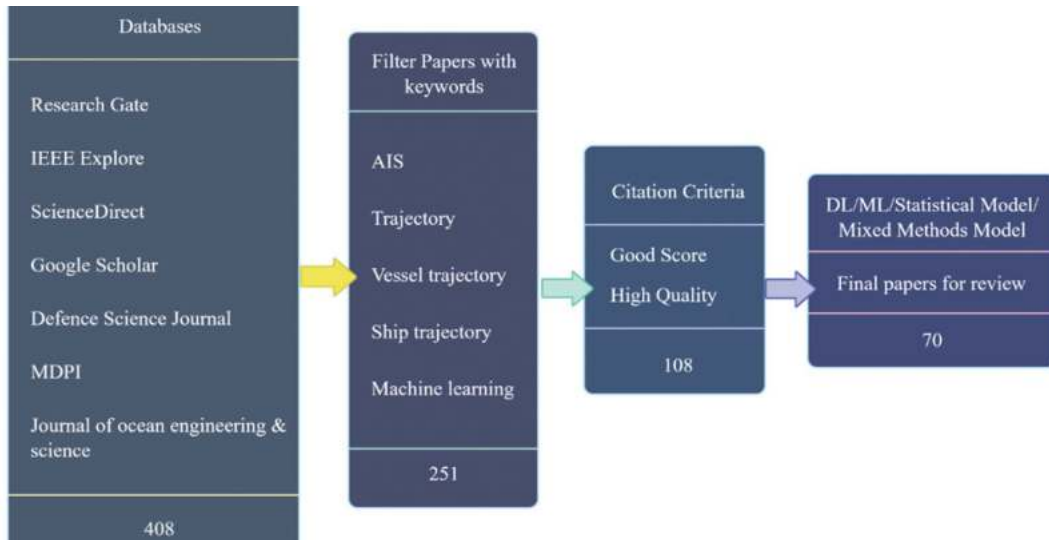 Databases
Research Gate
IEEE Explore
ScienceDirect
Google Scholar
Defence Science Journal
MDPI
Journal of ocean engineering &
science
408
Filter Papers with
keywords
AIS
Trajectory
Vessel trajectory
Ship trajectory
Machine learning
251
Citation Criteria
Good Score
High Quality
108
DL/ML/Statistical Model/
Mixed Methods Model
Final papers for review
70